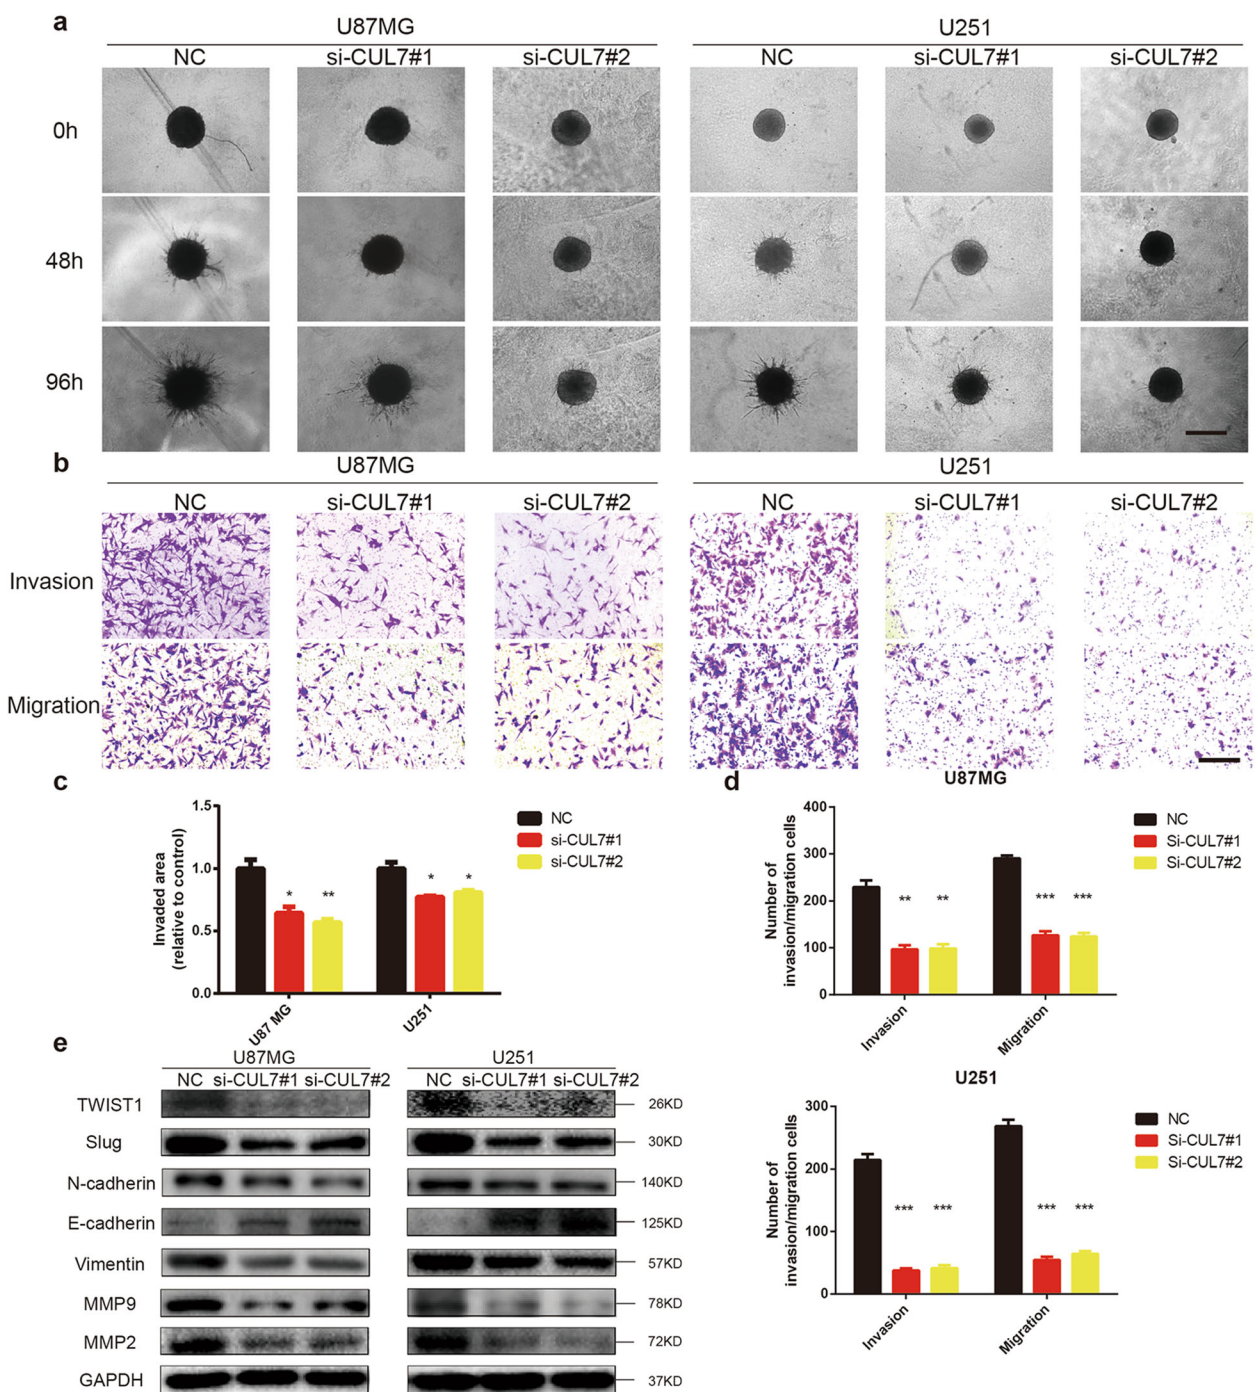 a
U87MG
U251
NC si-CUL7#1 si-CUL7#2 NC si-CUL7#1 si-CUL7#2
0h
48h
96h
b
U87MG
U251
NC si-CUL7#1 si-CUL7#2 NC si-CUL7#1 si-CUL7#2
Invasion
Migration
c
1.5
1.0
0.5
0.0
Invaded area
(relative to control)
* ** * *
U87 MG
U251
NC
si-CUL7#1
si-CUL7#2
d
U87MG
400
300
200
100
0
Number of
invasion/migration cells
** ** *** ***
Invasion
Migration
NC
Si-CUL7#1
Si-CUL7#2
U251
300
200
100
0
Number of
invasion/migration cells
*** *** *** ***
Invasion
Migration
NC
Si-CUL7#1
Si-CUL7#2
e
U87MG
U251
NC si-CUL7#1 si-CUL7#2 NC si-CUL7#1 si-CUL7#2
TWIST1 26KD
Slug 30KD
N-cadherin 140KD
E-cadherin 125KD
Vimentin 57KD
MMP9 78KD
MMP2 72KD
GAPDH 37KD